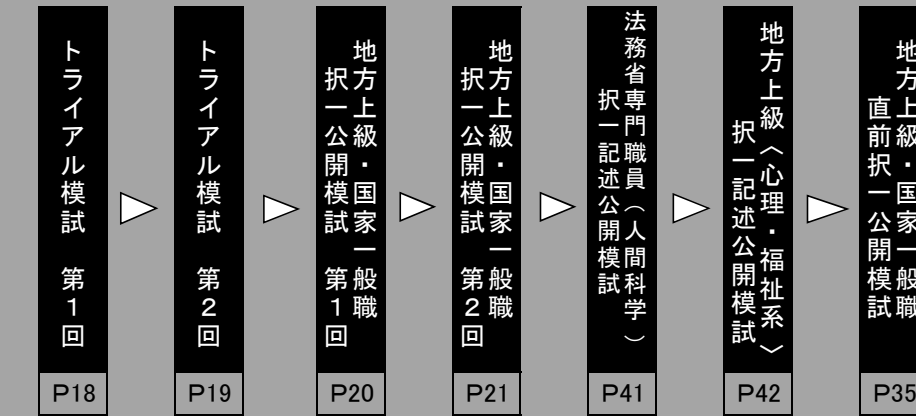 トライアル模試　第1回
P18
トライアル模試　第2回
P19
地方上級・国家一般職
択一公開模試　第1回
P20
地方上級・国家一般職
択一公開模試　第2回
P21
法務省専門職員（人間科学）
択一記述公開模試
P41
地方上級〈心理・福祉系〉
択一記述公開模試
P42
地方上級・国家一般職
直前択一公開模試
P35